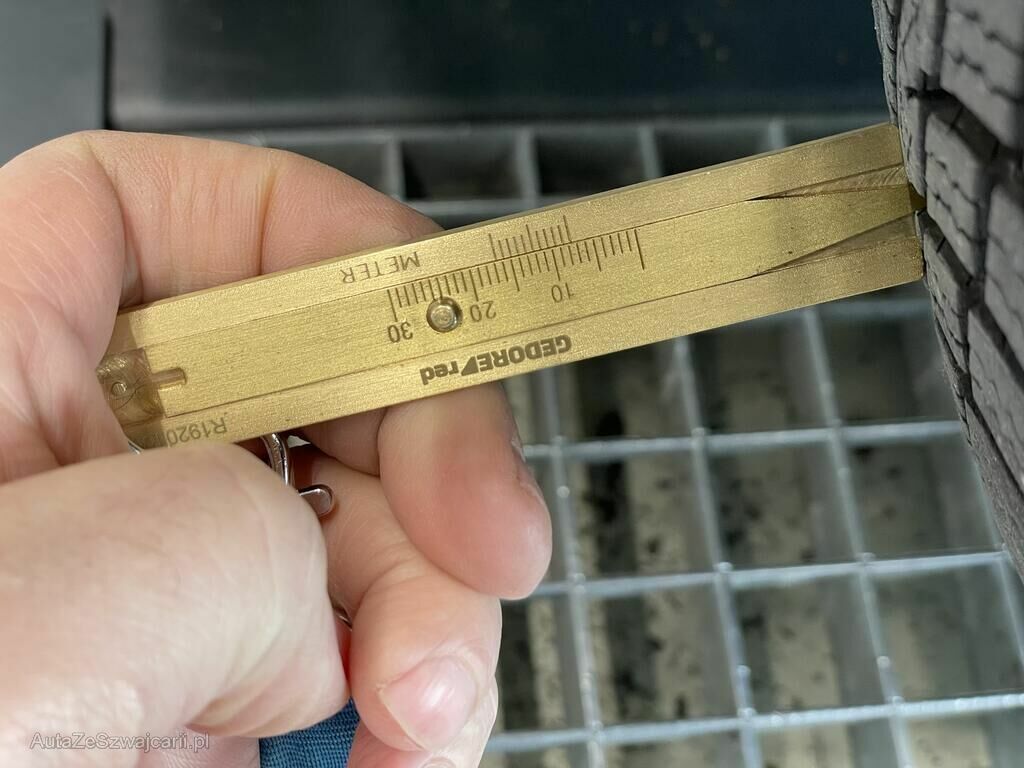 METER
30 20 10
GEDORE red
R1920
AutaZeSzwajcarii.pl